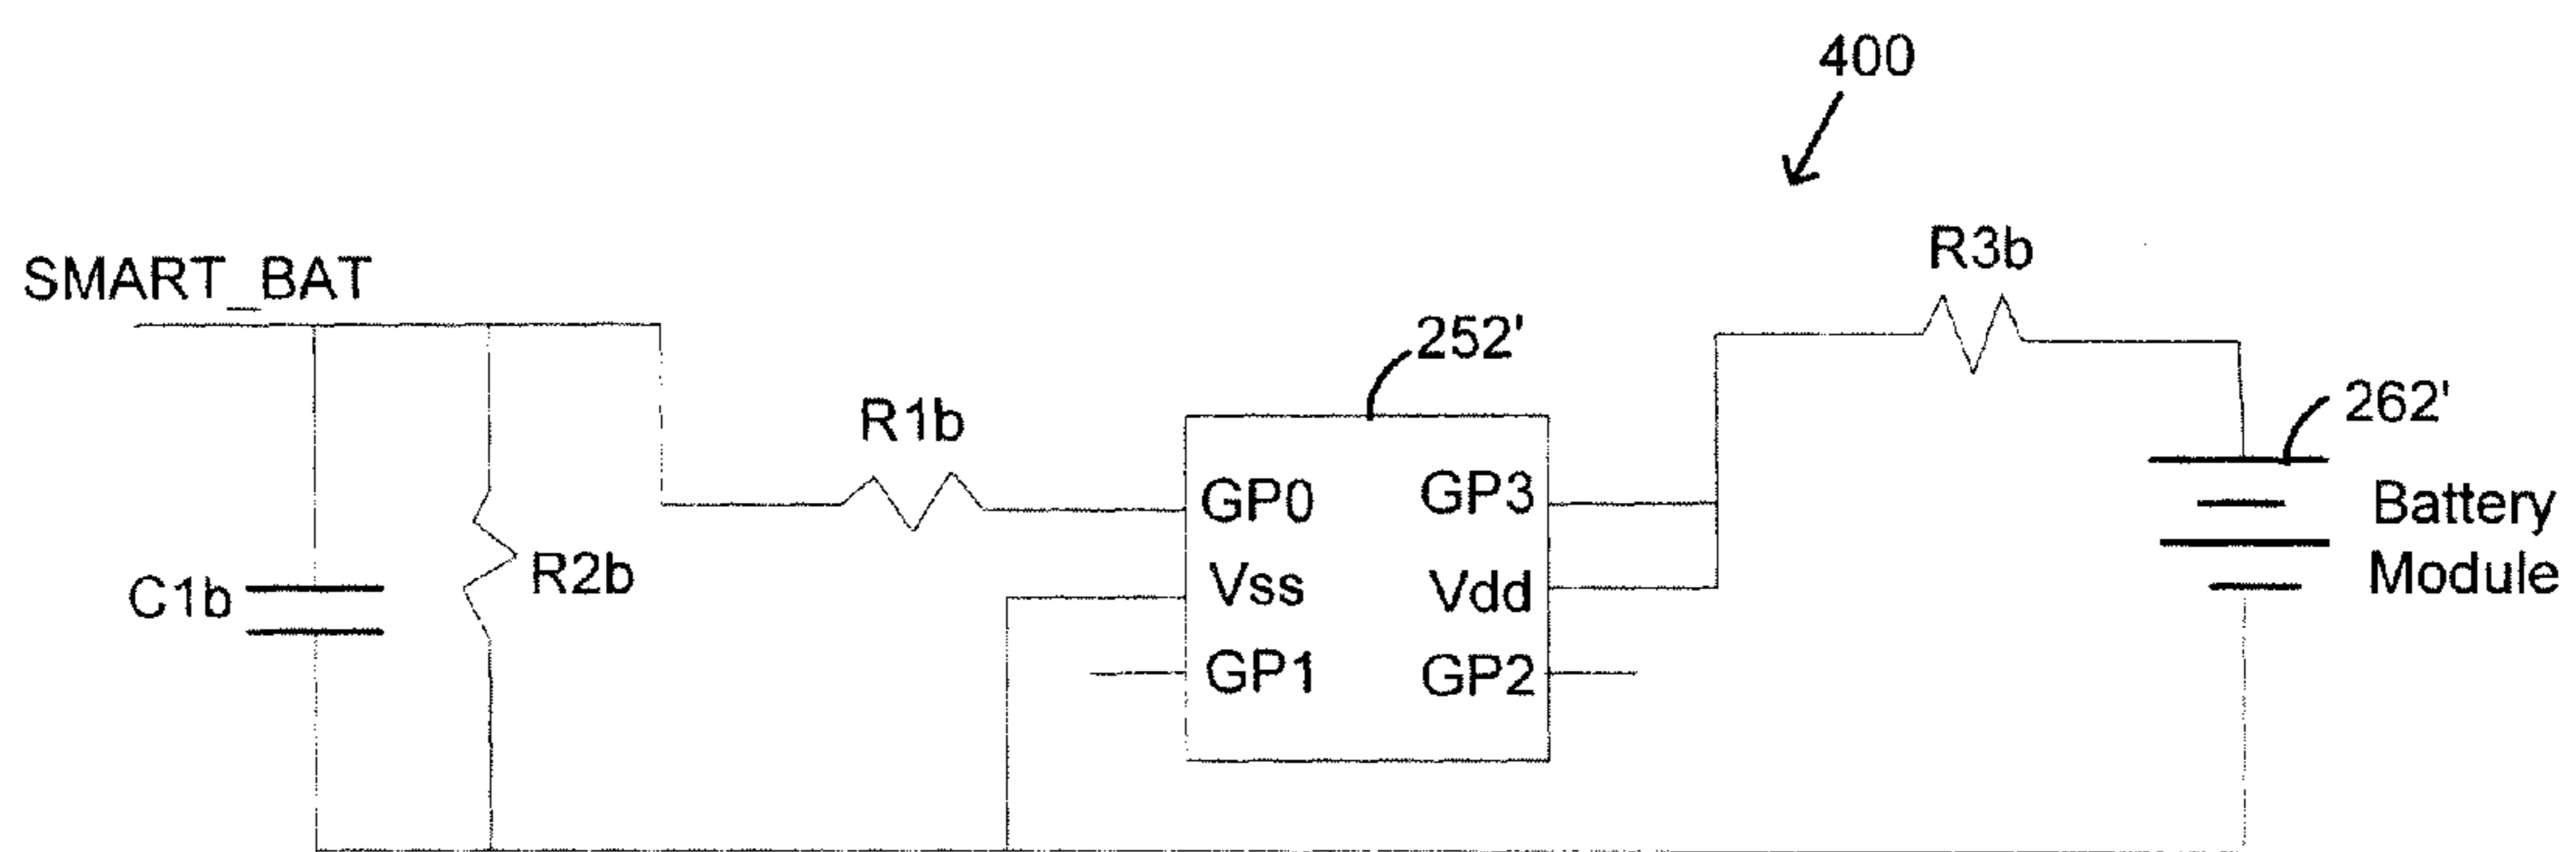 400
R3b
SMART_BAT
252'
262'
R1b
GP0
GP3
Battery
Module
Vss
Vdd
C1b
R2b
GP1
GP2